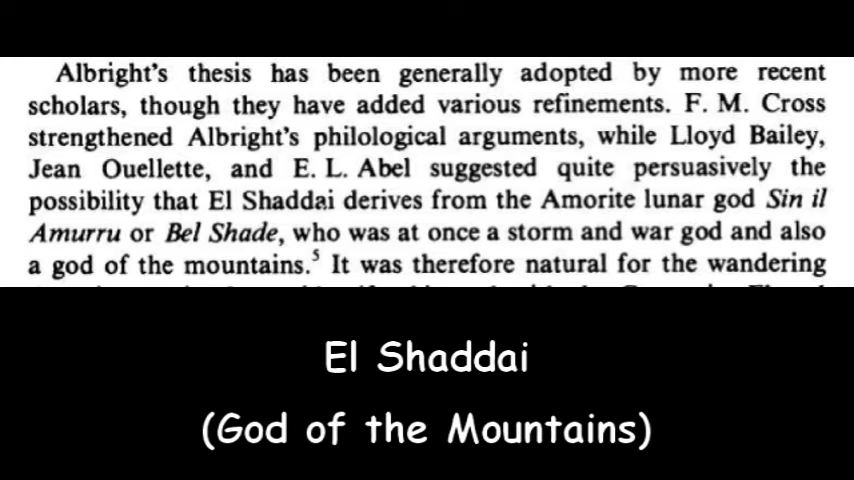 Albright's thesis has been generally adopted by more recent
scholars, though they have added various refinements. F. M. Cross
strengthened Albright's philological arguments, while Lloyd Bailey,
Jean Ouellette, and E. L. Abel suggested quite persuasively the
possibility that El Shaddai derives from the Amorite lunar god Sin il
Amurru or Bel Shade, who was at once a storm and war god and also
a god of the mountains.⁵ It was therefore natural for the wandering
El Shaddai
(God of the Mountains)